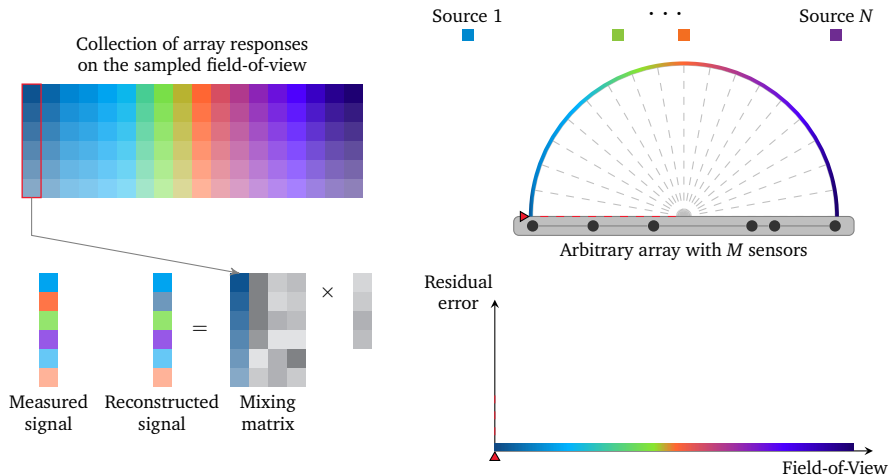 Collection of array responses
on the sampled field-of-view
Source 1
· · ·
Source N
Arbitrary array with M sensors
×
=
Measured
signal
Reconstructed
signal
Mixing
matrix
Residual
error
Field-of-View